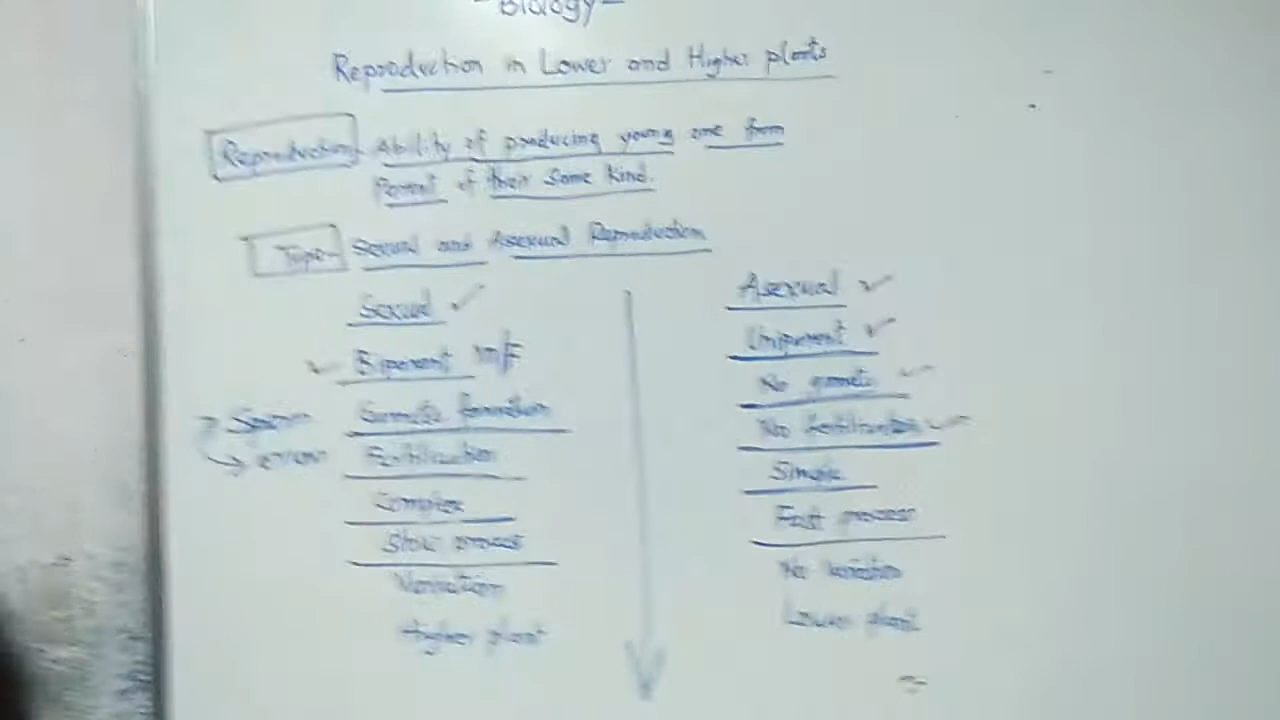 Biology
Reproduction in Lower and Higher plants
Reproduction Ability of producing young one from
Parent of their same kind.
Type- Sexual and Asexual Reproduction
Sexual ✓
Asexual ✓
✓ Biparent M/F
Uniparent ✓
Sperm
Gamete formation
No gamete ✓
Fertilization
No fertilization ✓
Complex
Simple
Slow process
Fast process
Variation
No variation
Higher plant
Lower plant